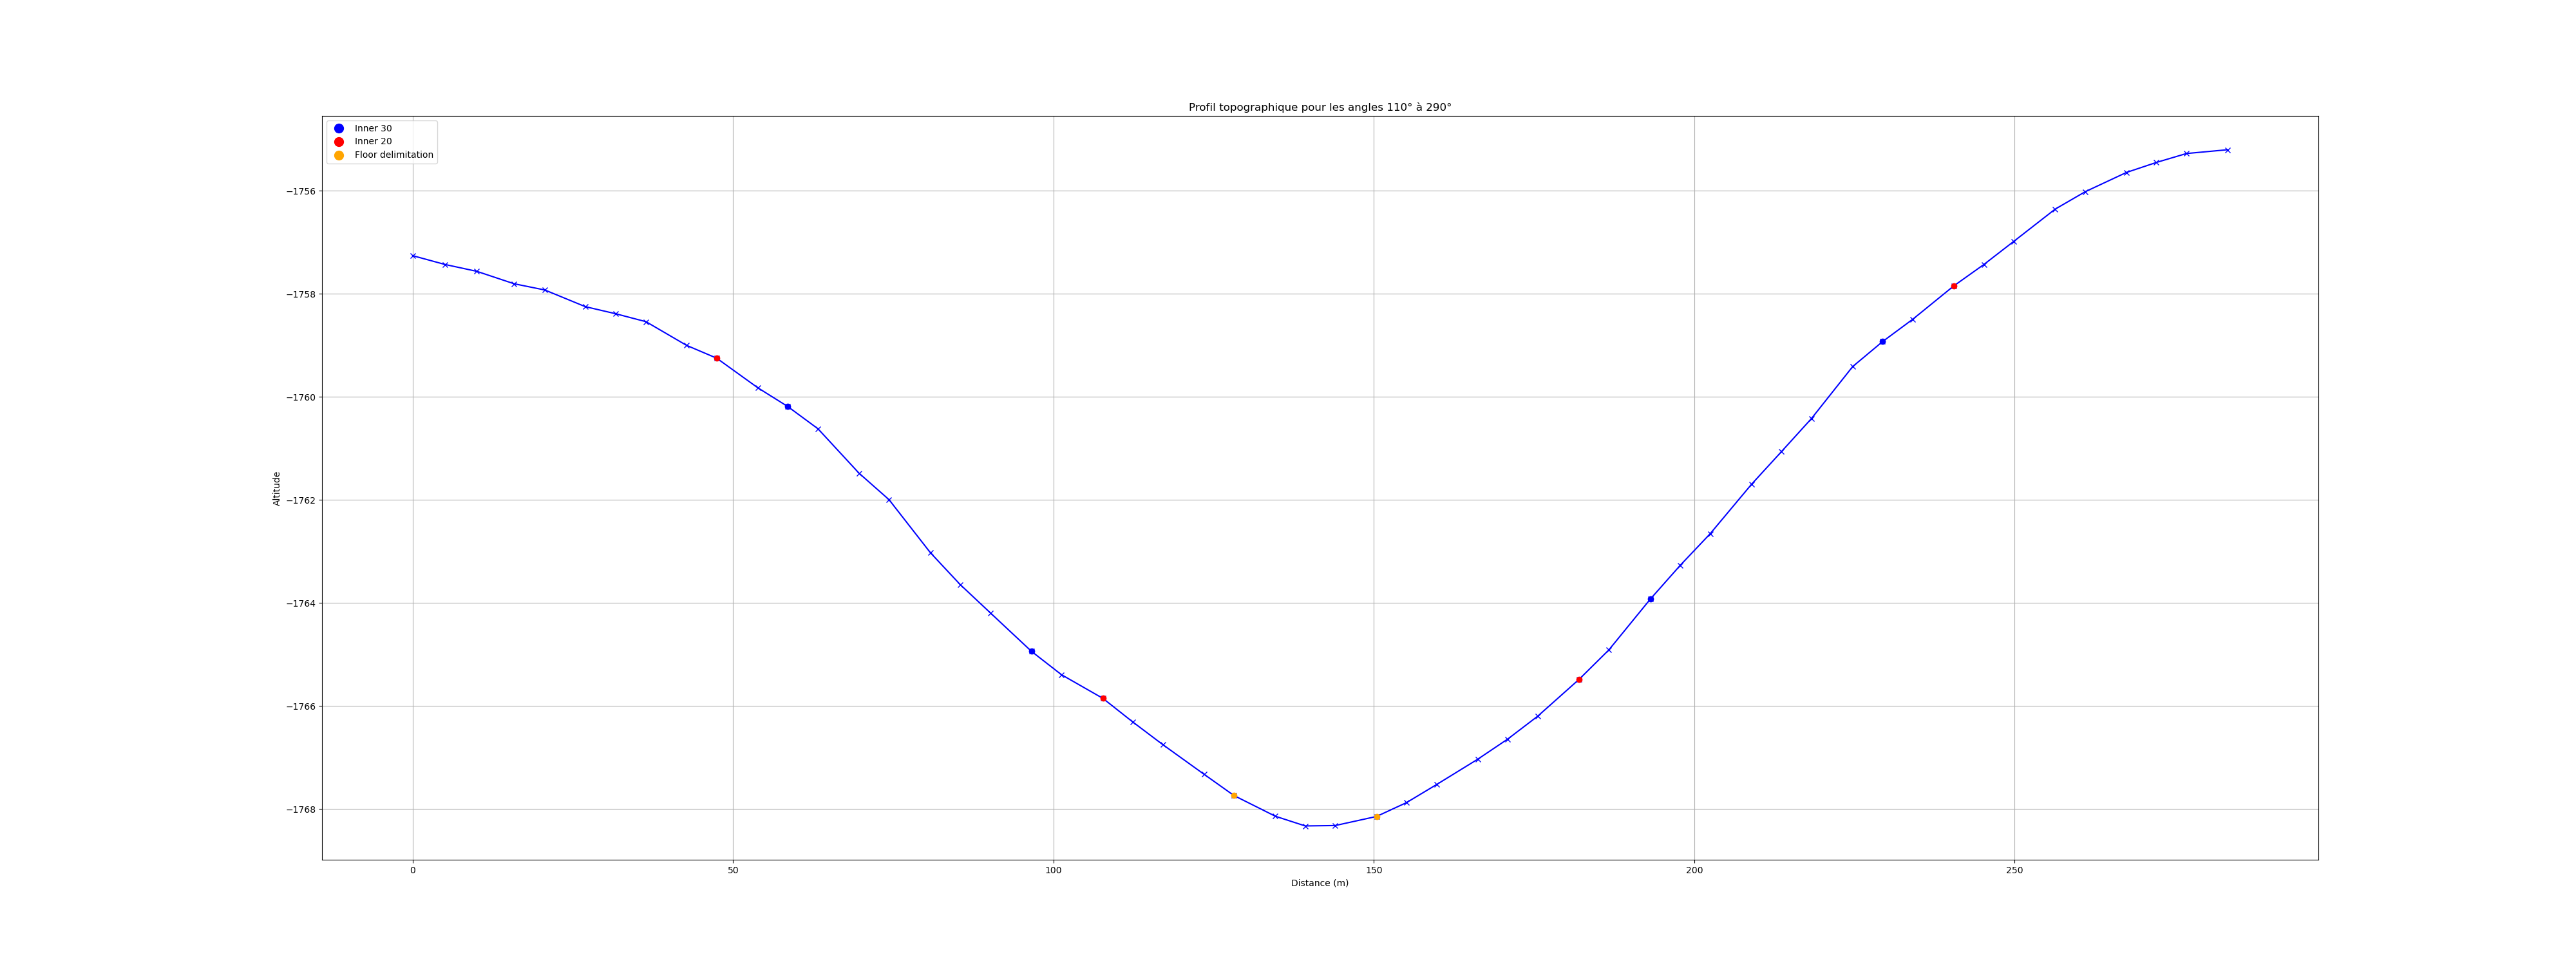 Profil topographique pour les angles 110° à 290°
Inner 30
Inner 20
Floor delimitation
Altitude
−1756
−1758
−1760
−1762
−1764
−1766
−1768
0 50 100 150 200 250
Distance (m)